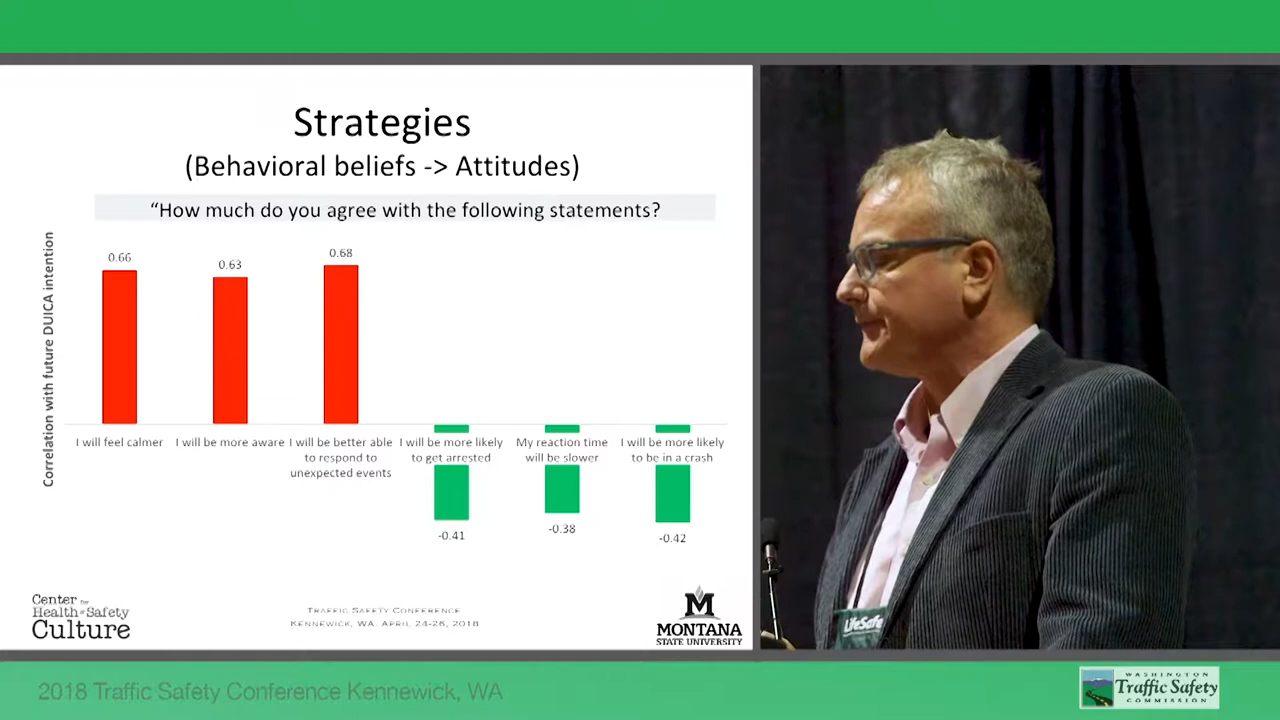 Strategies
(Behavioral beliefs -> Attitudes)
“How much do you agree with the following statements?
Correlation with future DUICA intention
0.66
0.63
0.68
I will feel calmer
I will be more aware
I will be better able
to respond to
unexpected events
I will be more likely
to get arrested
My reaction time
will be slower
I will be more likely
to be in a crash
-0.41
-0.38
-0.42
Center For
Health & Safety
Culture
TRAFFIC SAFETY CONFERENCE
KENNEWICK, WA. APRIL 24-26, 2018
M
MONTANA
STATE UNIVERSITY
LifeSafe
2018 Traffic Safety Conference Kennewick, WA
WASHINGTON
Traffic Safety
COMMISSION